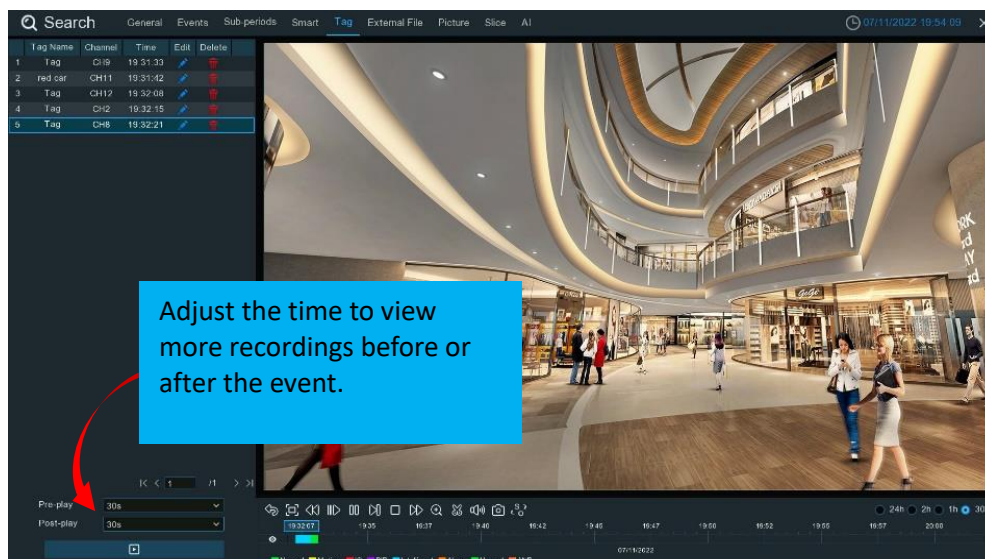 Search General Events Sub-periods Smart Tag External File Picture Slice AI 07/11/2022 19:54:09
Tag Name Channel Time Edit Delete
1 Tag CH9 19:31:33
2 red car CH11 19:31:42
3 Tag CH12 19:32:08
4 Tag CH2 19:32:15
5 Tag CH8 19:32:21
GoGo
Adjust the time to view
more recordings before or
after the event.
1 /1
Pre-play 30s
Post-play 30s
24h 2h 1h 30
19:32:07 19:35 19:37 19:40 19:42 19:45 19:47 19:50 19:52 19:55 19:57 20:00
07/11/2022